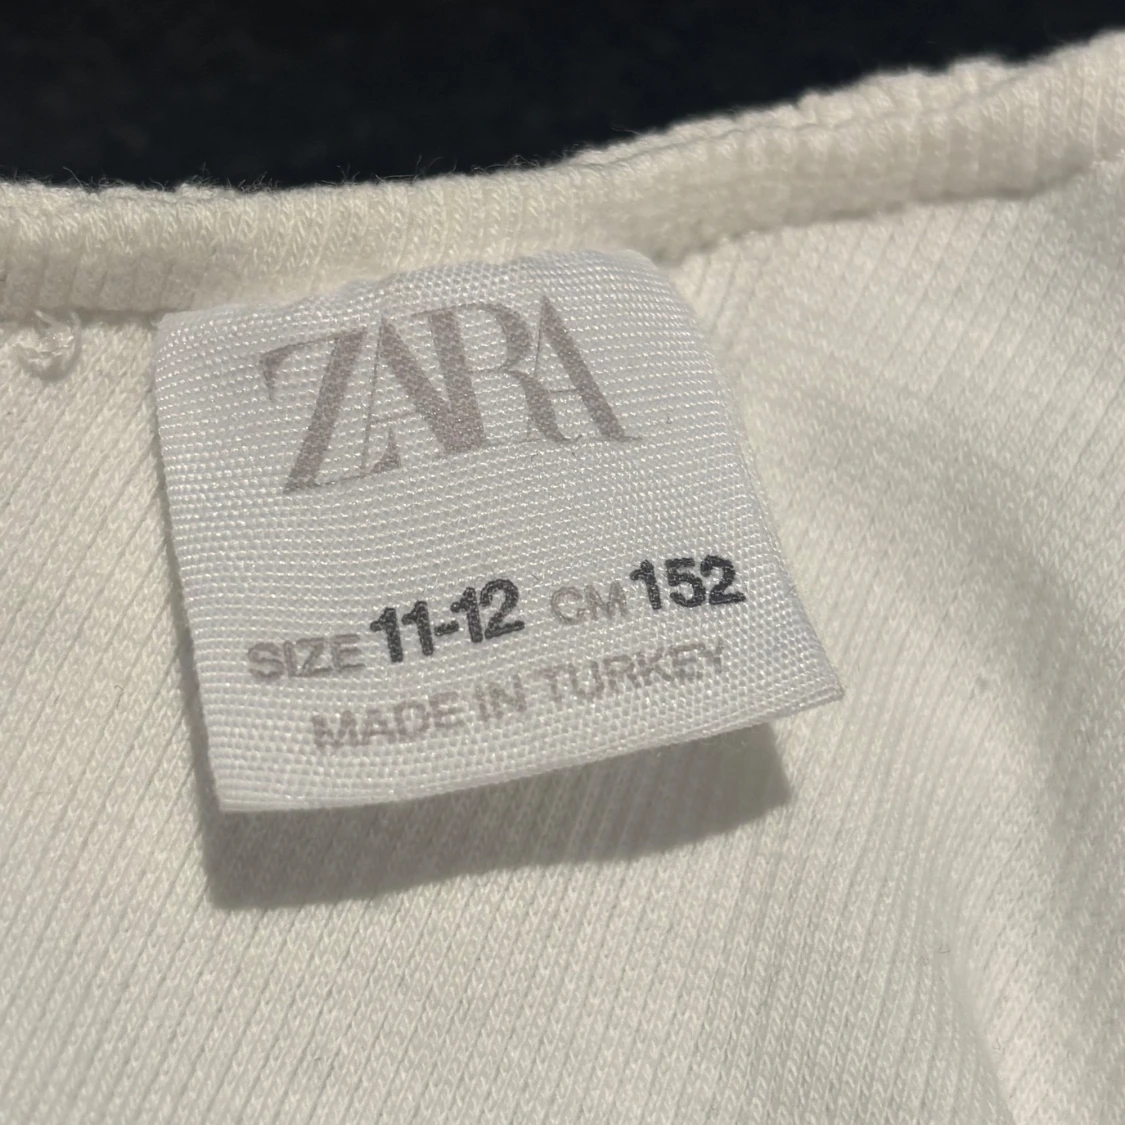 ZARA
SIZE 11-12 CM 152
MADE IN TURKEY